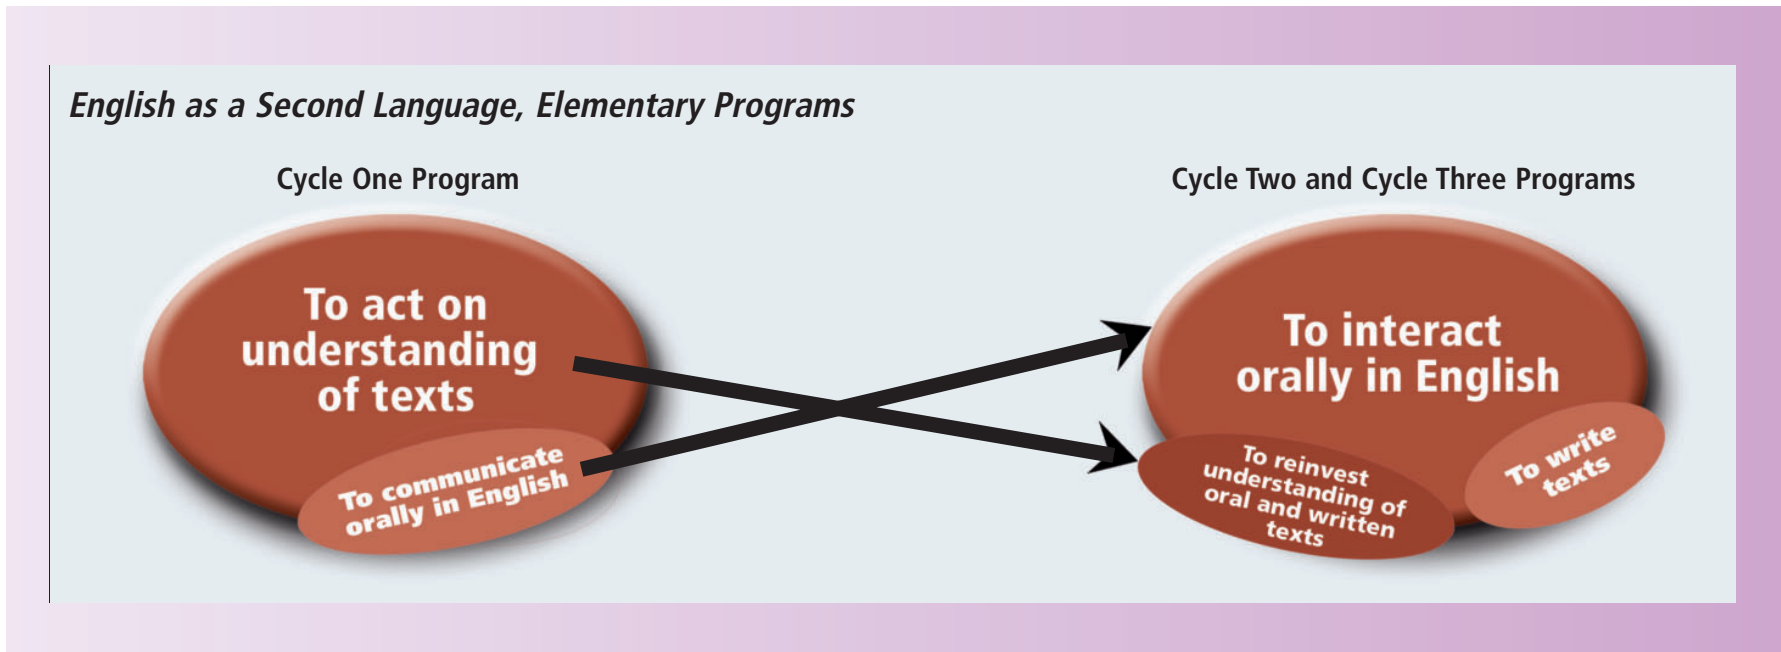 English as a Second Language, Elementary Programs
Cycle One Program
To act on
understanding
of texts
To communicate
orally in English
Cycle Two and Cycle Three Programs
To interact
orally in English
To reinvest
understanding of
oral and written
texts
To write
texts